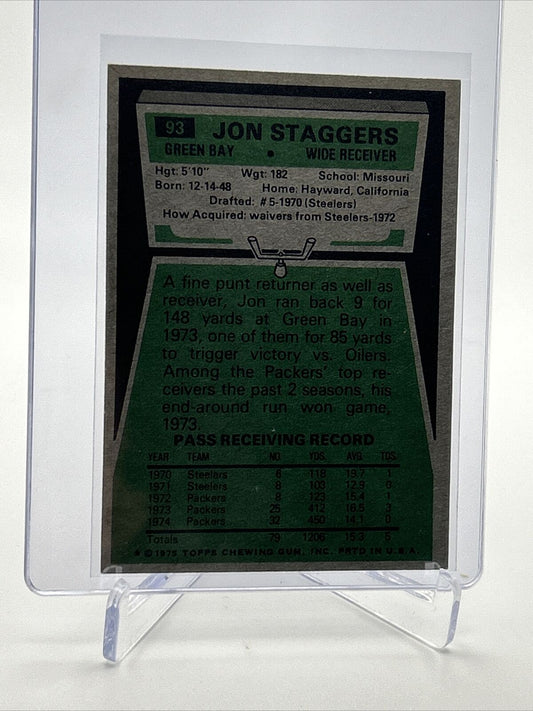 93 JON STAGGERS
GREEN BAY • WIDE RECEIVER
Hgt: 5'10" Wgt: 182 School: Missouri
Born: 12-14-48 Home: Hayward, California
Drafted: #5-1970 (Steelers)
How Acquired: waivers from Steelers-1972
A fine punt returner as well as
receiver, Jon ran back 9 for
148 yards at Green Bay in
1973, one of them for 85 yards
to trigger victory vs. Oilers.
Among the Packers' top re-
ceivers the past 2 seasons, his
end-around run won game,
1973.
PASS RECEIVING RECORD
YEAR TEAM NO. YDS. AVG. TDS.
1970 Steelers 6 118 19.7 1
1971 Steelers 8 103 12.9 0
1972 Packers 8 123 15.4 1
1973 Packers 25 412 16.5 3
1974 Packers 32 450 14.1 0
Totals 79 1206 15.3 5
* © 1975 TOPPS CHEWING GUM, INC. PRTD IN U.S.A.